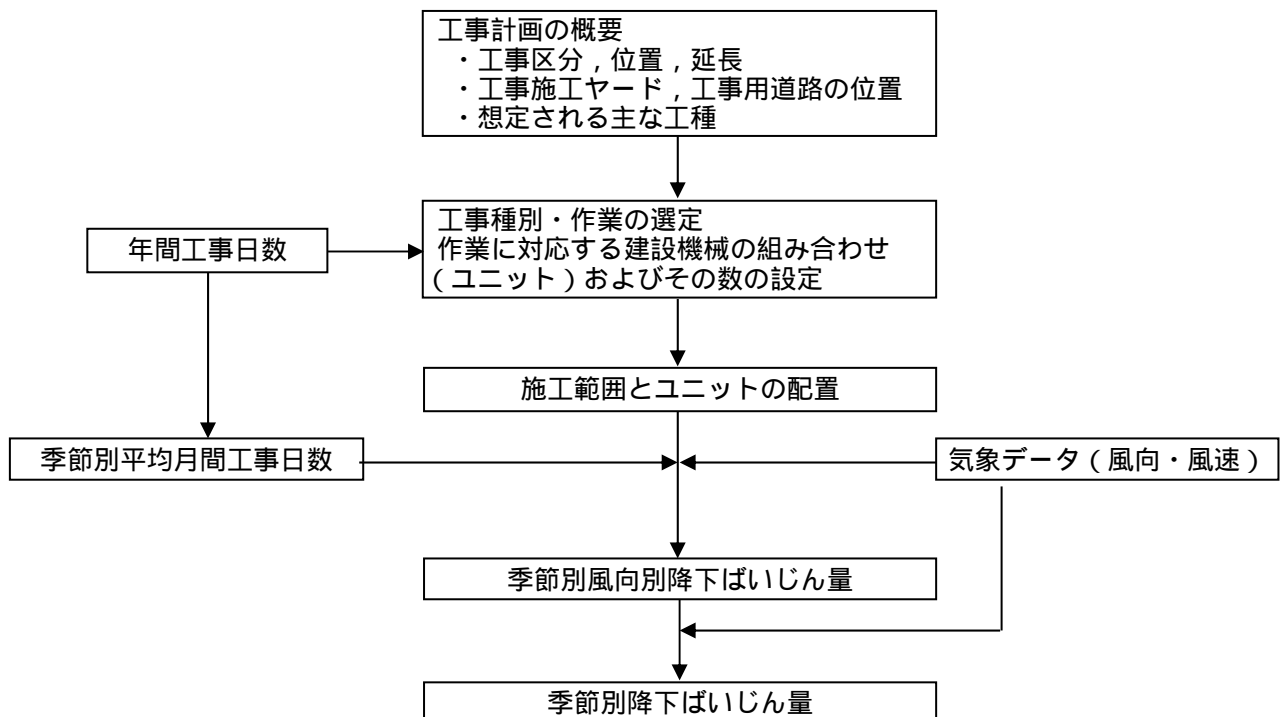 工事計画の概要
・工事区分，位置，延長
・工事施工ヤード，工事用道路の位置
・想定される主な工種
工事種別・作業の選定
作業に対応する建設機械の組み合わせ
（ユニット）およびその数の設定
年間工事日数
施工範囲とユニットの配置
季節別平均月間工事日数
気象データ（風向・風速）
季節別風向別降下ばいじん量
季節別降下ばいじん量